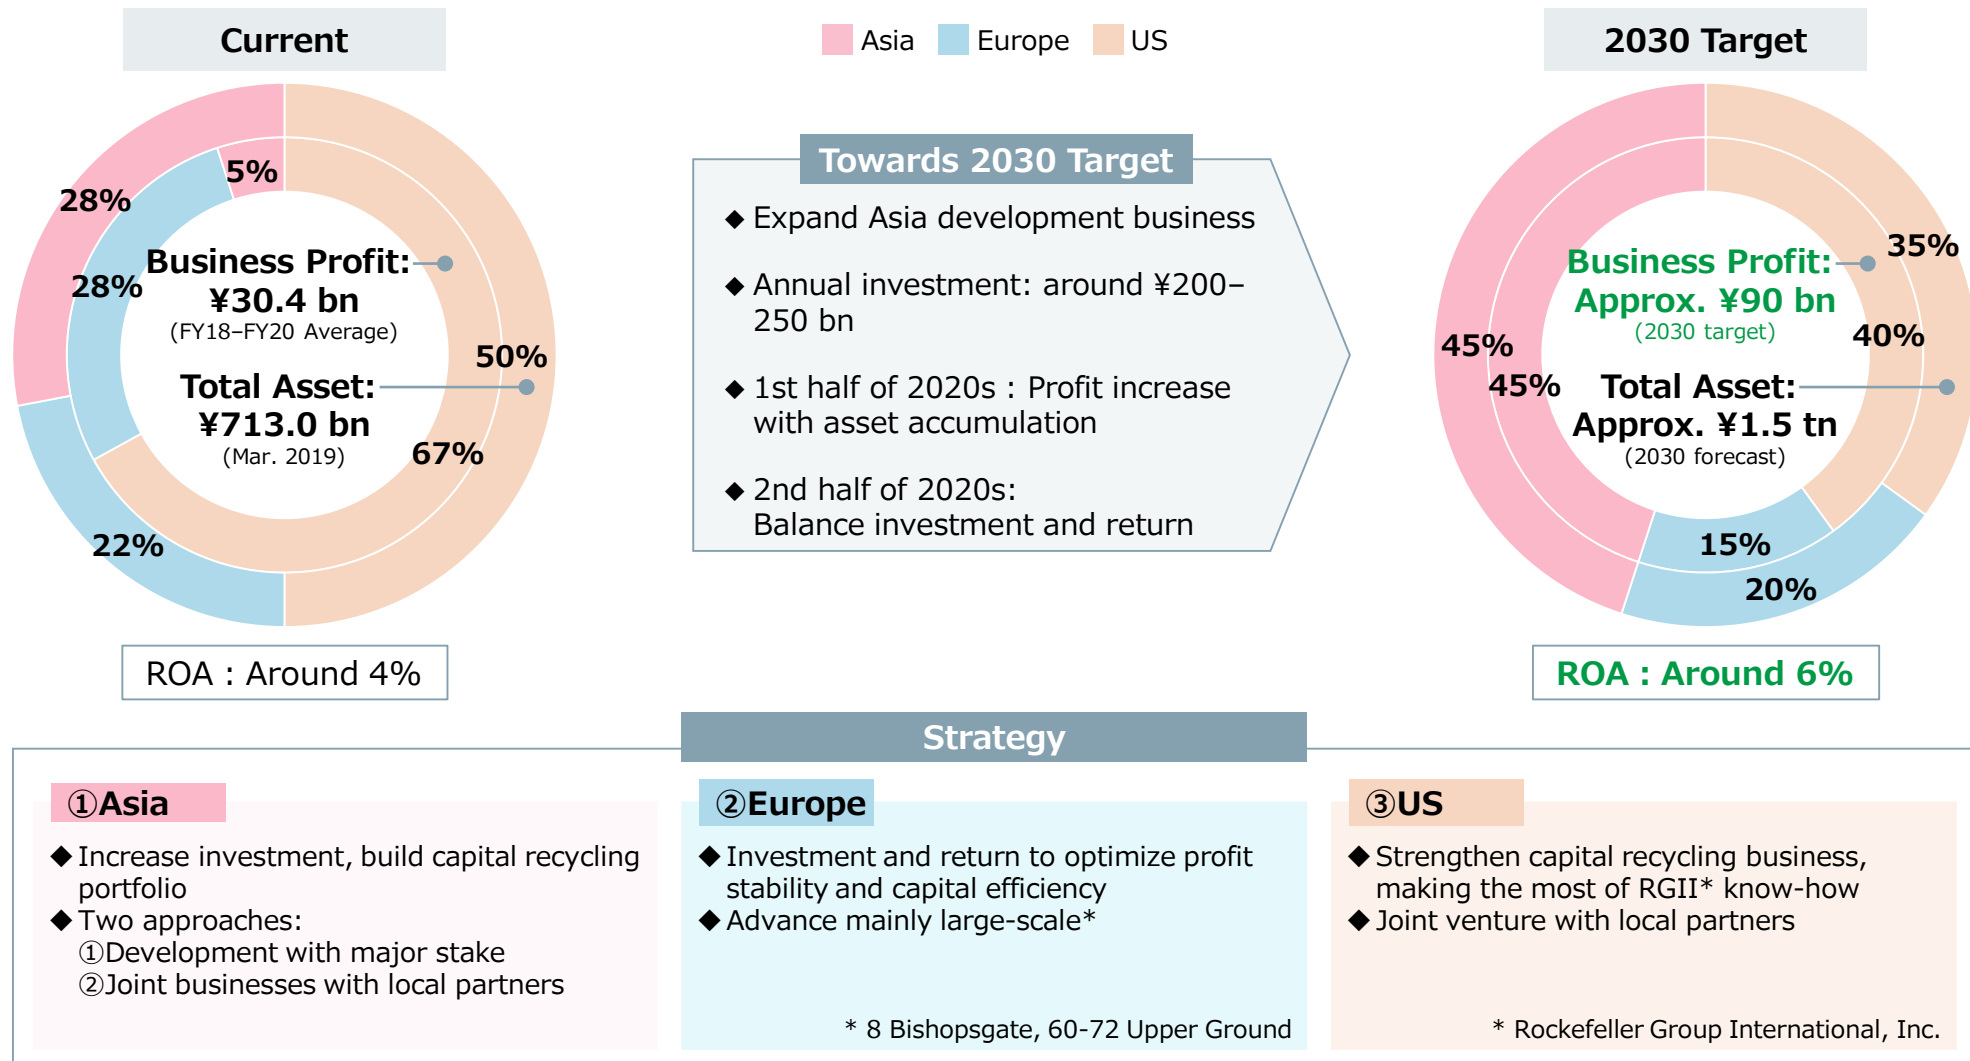 Current
Asia
Europe
US
2030 Target
5%
28%
28%
Business Profit:
¥30.4 bn
(FY18–FY20 Average)
50%
Total Asset:
¥713.0 bn
(Mar. 2019)
67%
22%
ROA : Around 4%
Towards 2030 Target
◆ Expand Asia development business
◆ Annual investment: around ¥200–
250 bn
◆ 1st half of 2020s : Profit increase
with asset accumulation
◆ 2nd half of 2020s:
Balance investment and return
35%
Business Profit:
Approx. ¥90 bn
(2030 target)
40%
45%
45%
Total Asset:
Approx. ¥1.5 tn
(2030 forecast)
15%
20%
ROA : Around 6%
Strategy
①Asia
◆ Increase investment, build capital recycling
portfolio
◆ Two approaches:
①Development with major stake
②Joint businesses with local partners
②Europe
◆ Investment and return to optimize profit
stability and capital efficiency
◆ Advance mainly large-scale*
* 8 Bishopsgate, 60-72 Upper Ground
③US
◆ Strengthen capital recycling business,
making the most of RGII* know-how
◆ Joint venture with local partners
* Rockefeller Group International, Inc.